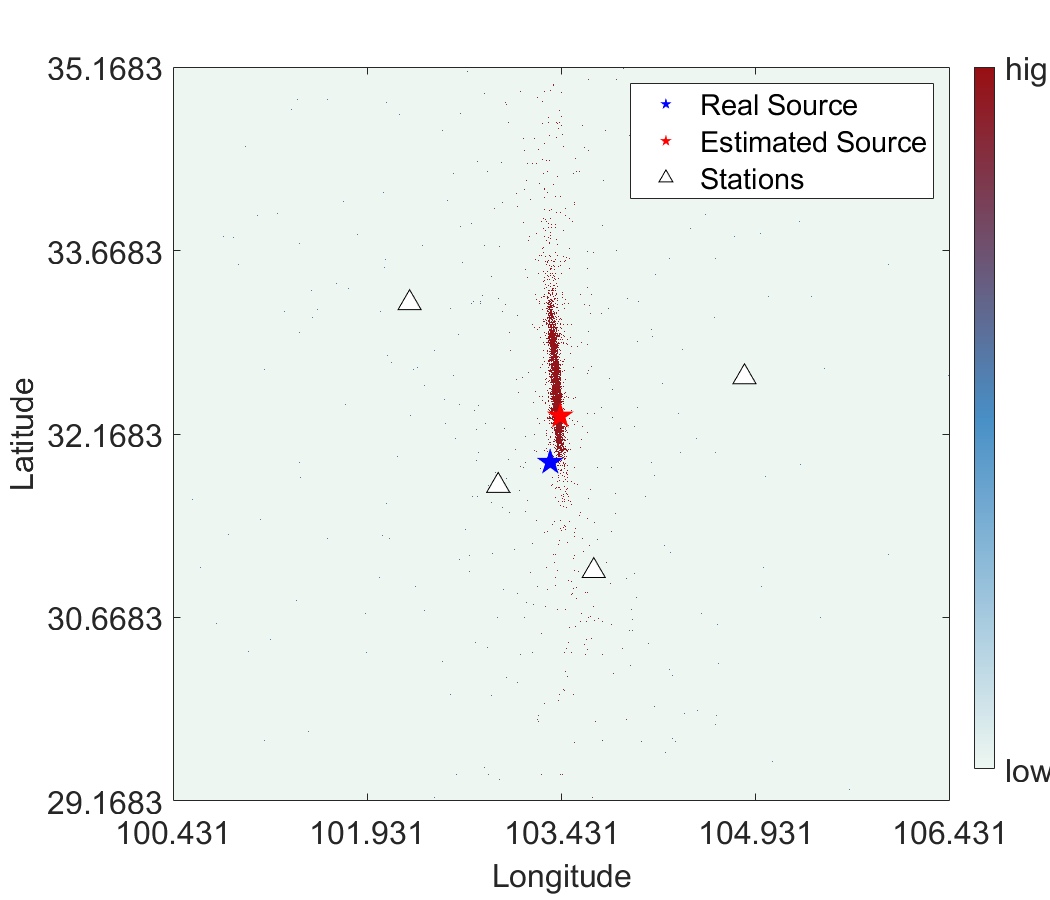 35.1683
33.6683
32.1683
30.6683
29.1683
Latitude
100.431 101.931 103.431 104.931 106.431
Longitude
Real Source
Estimated Source
Stations
hig
low